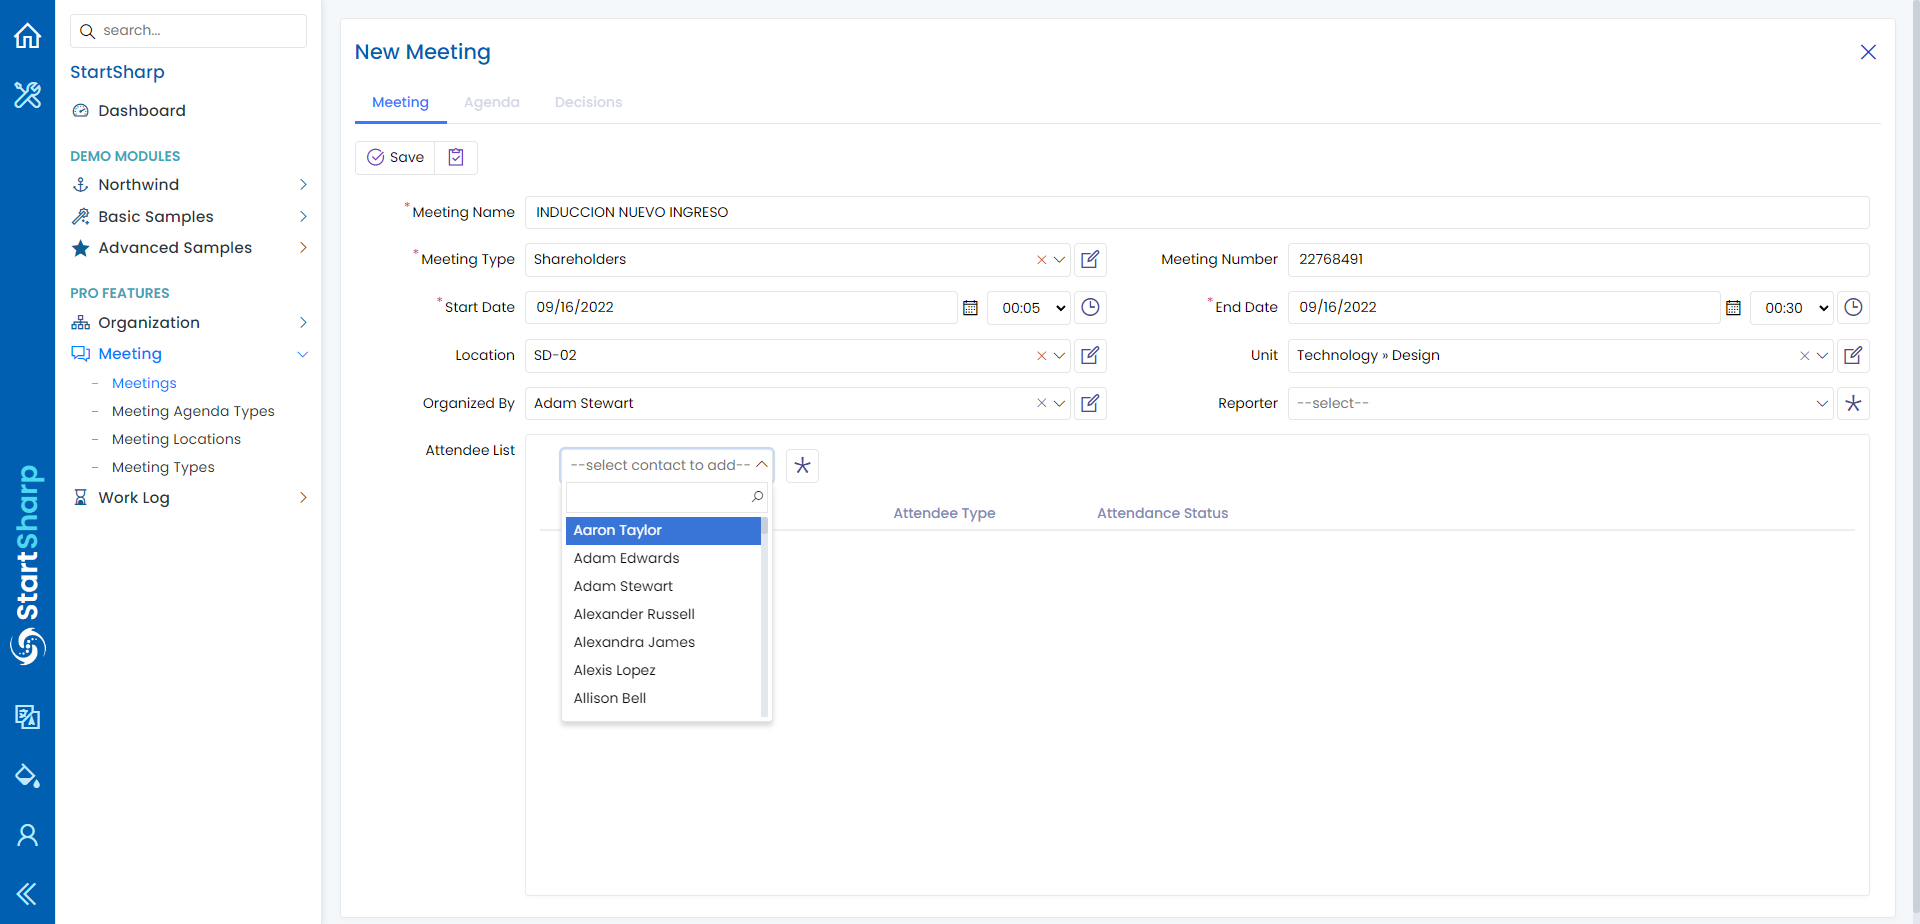 search...
StartSharp
Dashboard
DEMO MODULES
Northwind
Basic Samples
Advanced Samples
PRO FEATURES
Organization
Meeting
Meetings
Meeting Agenda Types
Meeting Locations
Meeting Types
Work Log
StartSharp
New Meeting
Meeting Agenda Decisions
Save
*Meeting Name INDUCCION NUEVO INGRESO
*Meeting Type Shareholders Meeting Number 22768491
*Start Date 09/16/2022 00:05 *End Date 09/16/2022 00:30
Location SD-02 Unit Technology » Design
Organized By Adam Stewart Reporter --select--
Attendee List --select contact to add--
Attendee Type Attendance Status
Aaron Taylor
Adam Edwards
Adam Stewart
Alexander Russell
Alexandra James
Alexis Lopez
Allison Bell